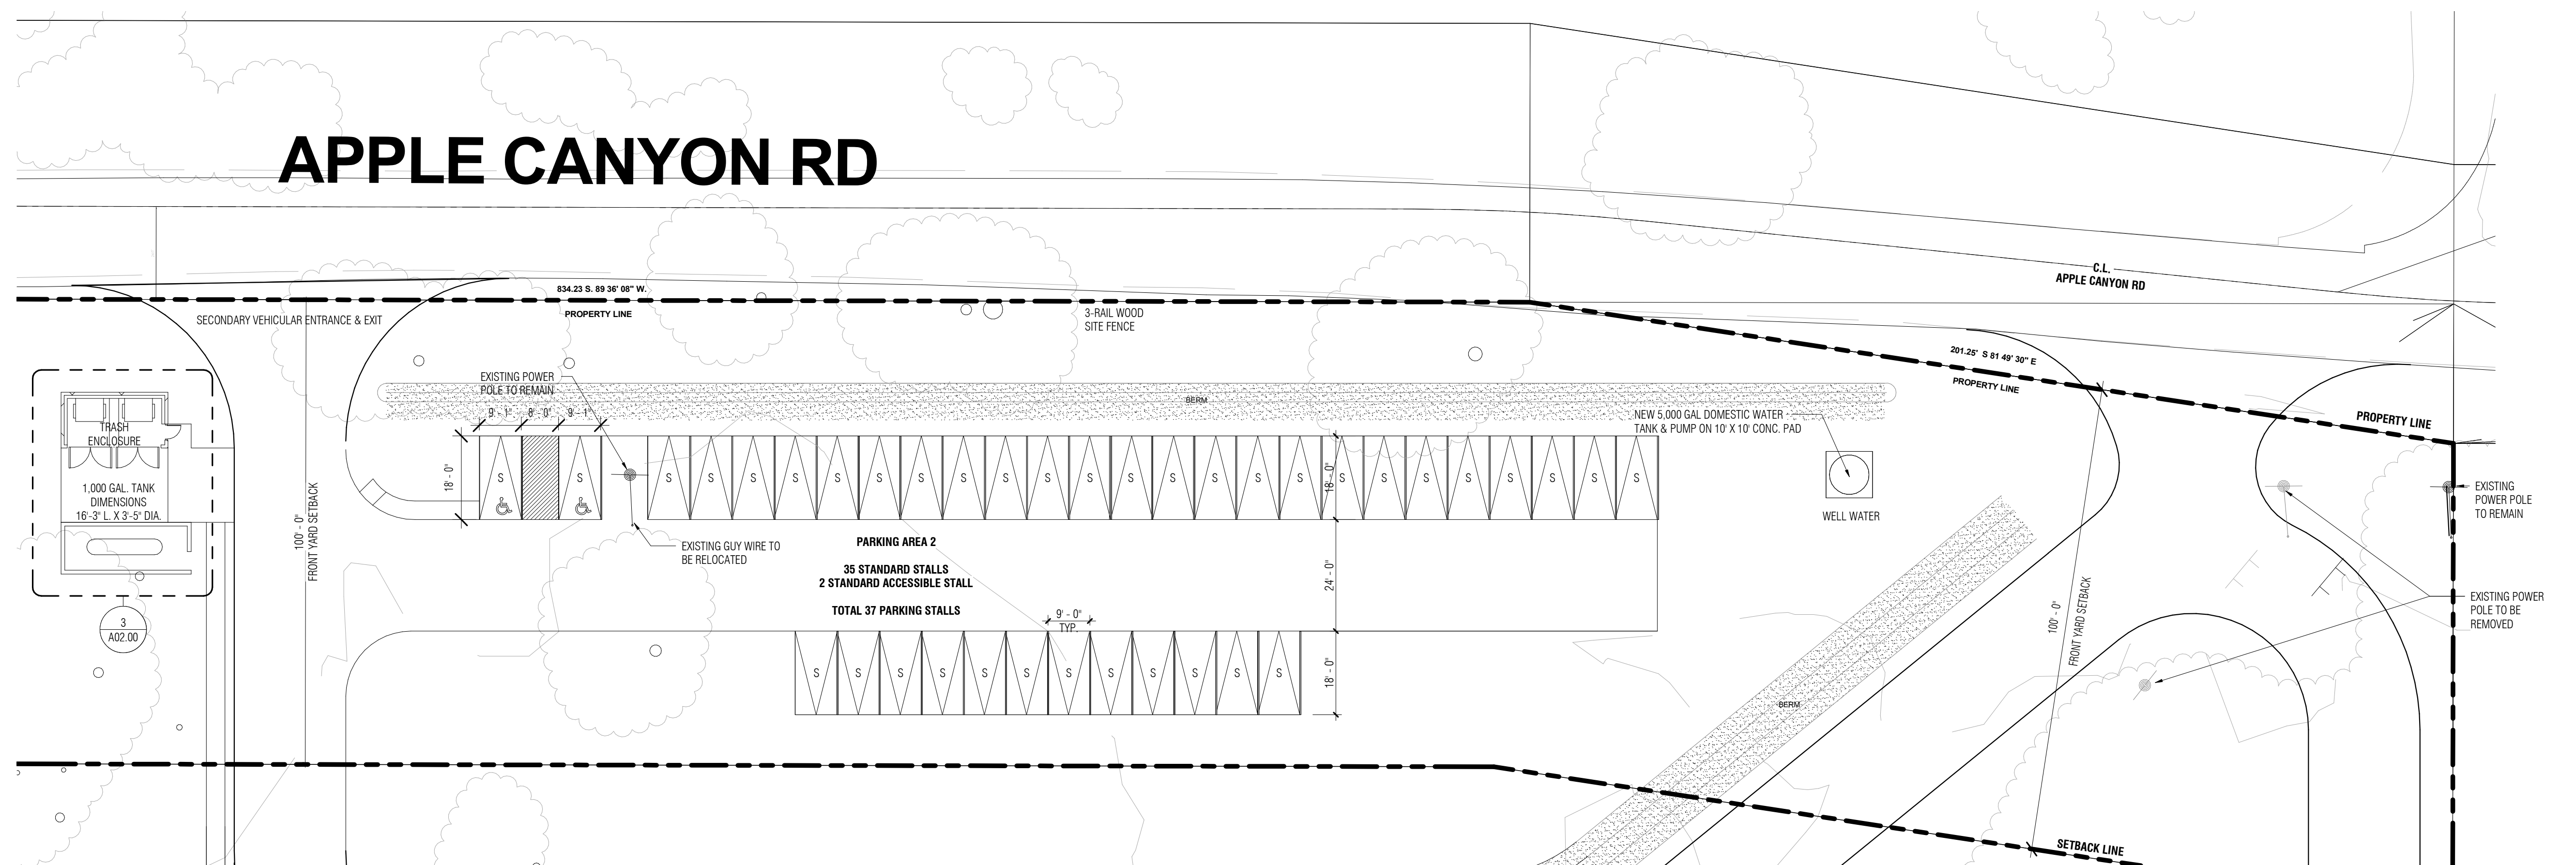 APPLE CANYON RD
C.L.
APPLE CANYON RD
834.23 S. 89 36' 08" W.
PROPERTY LINE
SECONDARY VEHICULAR ENTRANCE & EXIT
3-RAIL WOOD
SITE FENCE
201.25' S 81 49' 30" E
PROPERTY LINE
PROPERTY LINE
EXISTING POWER
POLE TO REMAIN
BERM
9' - 1" 8' - 0" 9' - 1"
NEW 5,000 GAL DOMESTIC WATER
TANK & PUMP ON 10' X 10' CONC. PAD
TRASH
ENCLOSURE
1,000 GAL. TANK
DIMENSIONS
16'-3" L. X 3'-5" DIA.
100' - 0"
FRONT YARD SETBACK
18' - 0"
S S S S S S S S S S S S S S S S S S S S S S S S S S
18' - 0"
WELL WATER
EXISTING
POWER POLE
TO REMAIN
EXISTING GUY WIRE TO
BE RELOCATED
PARKING AREA 2
35 STANDARD STALLS
2 STANDARD ACCESSIBLE STALL
TOTAL 37 PARKING STALLS
24' - 0"
9' - 0"
TYP.
3
A02.00
100' - 0"
FRONT YARD SETBACK
EXISTING POWER
POLE TO BE
REMOVED
S S S S S S S S S S S S
18' - 0"
BERM
SETBACK LINE